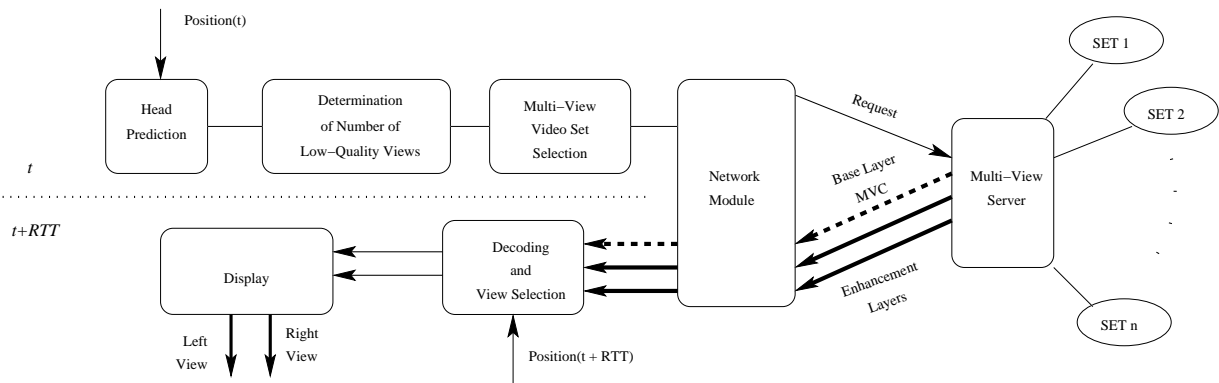 Position(t)
Head
Prediction
Determination
of Number of
Low−Quality Views
Multi−View
Video Set
Selection
Network
Module
Request
Base Layer
MVC
Enhancement
Layers
Multi−View
Server
SET 1
SET 2
SET n
t
t+RTT
Display
Decoding
and
View Selection
Left
View
Right
View
Position(t + RTT)